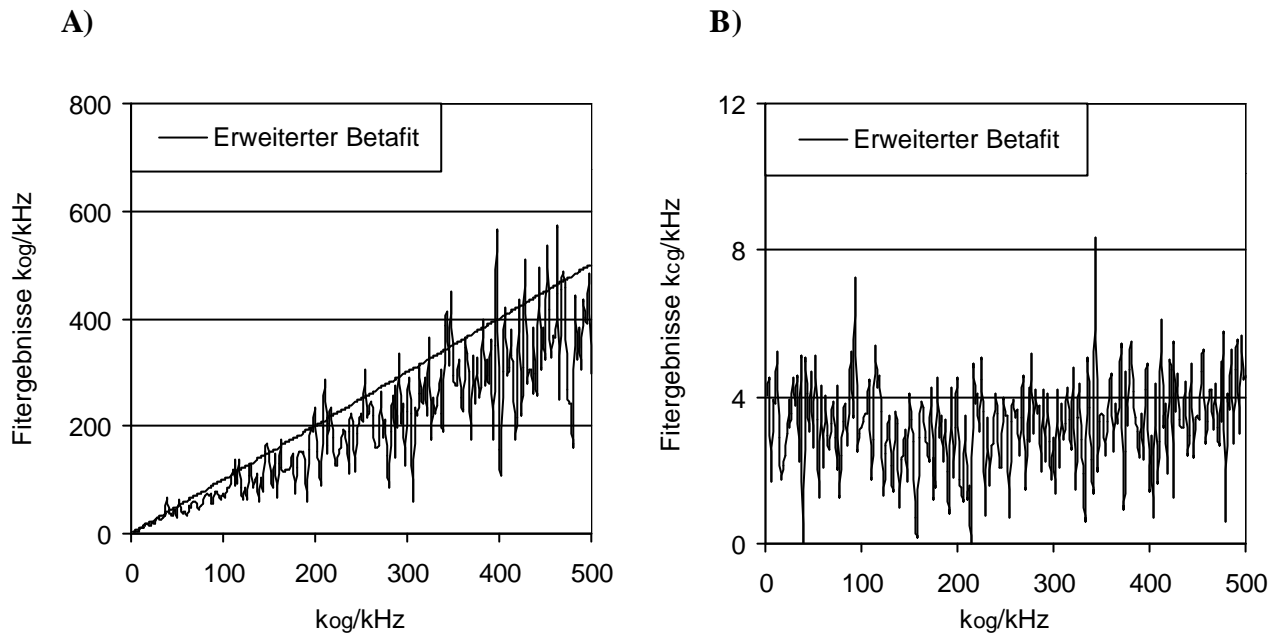 A)
B)
800
600
400
200
0
Erweiterter Betafit
Fitergebnisse kog/kHz
0 100 200 300 400 500
kog/kHz
12
8
4
0
Erweiterter Betafit
Fitergebnisse kcg/kHz
0 100 200 300 400 500
kog/kHz